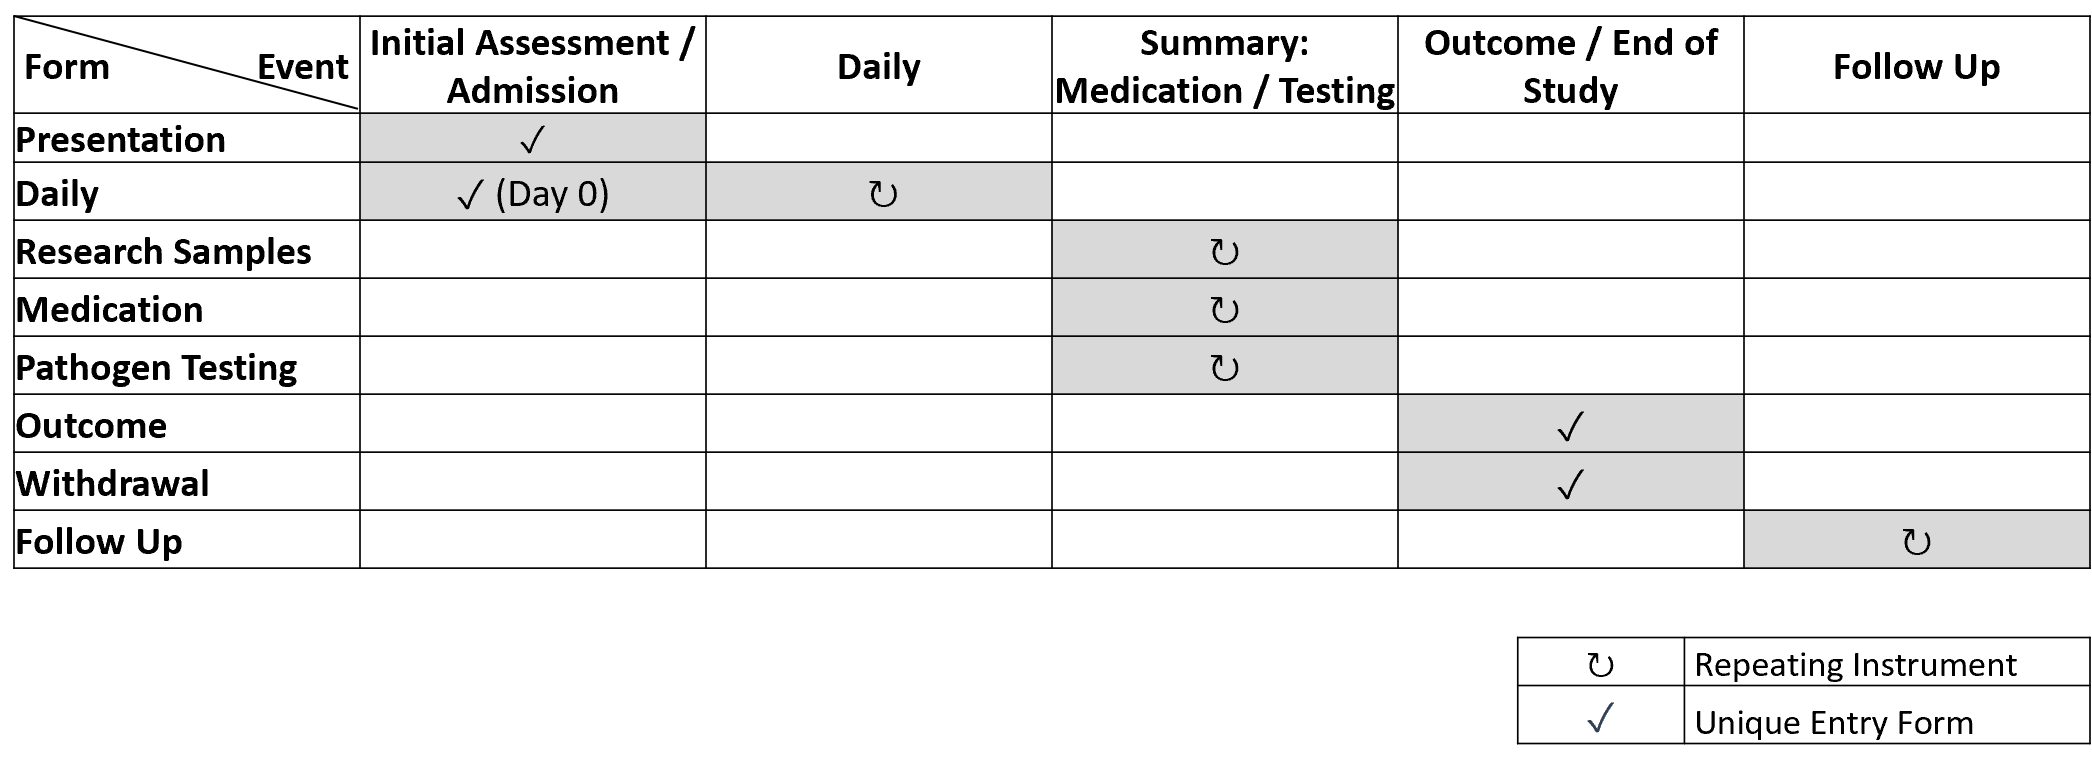 Form Event Initial Assessment / Admission Daily Summary: Medication / Testing Outcome / End of Study Follow Up
Presentation ✓
Daily ✓ (Day 0) ↻
Research Samples ↻
Medication ↻
Pathogen Testing ↻
Outcome ✓
Withdrawal ✓
Follow Up ↻
↻ Repeating Instrument
✓ Unique Entry Form